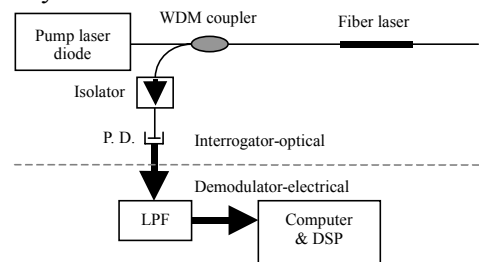 WDM coupler
Fiber laser
Pump laser
diode
Isolator
P. D.
Interrogator-optical
Demodulator-electrical
LPF
Computer
& DSP